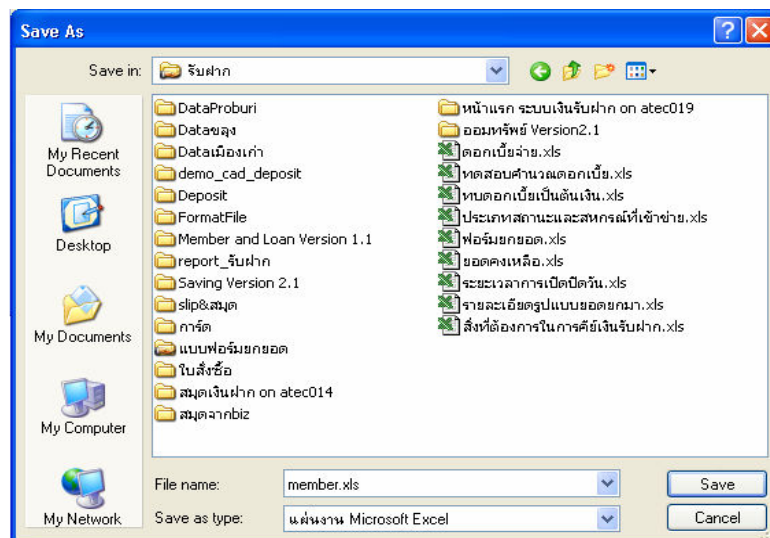 Save As
Save in: รับฝาก
My Recent Documents
Desktop
My Documents
My Computer
My Network
DataProburi
Dataขลุง
Dataเมืองเก่า
demo_cad_deposit
Deposit
FormatFile
Member and Loan Version 1.1
report_รับฝาก
Saving Version 2.1
slip&สมุด
การ์ด
แบบฟอร์มยกยอด
ใบสั่งซื้อ
สมุดเงินฝาก on atec014
สมุดจากbiz
หน้าแรก ระบบเงินรับฝาก on atec019
ออมทรัพย์ Version2.1
ดอกเบี้ยจ่าย.xls
ทดสอบคำนวณดอกเบี้ย.xls
ทบดอกเบี้ยเป็นต้นเงิน.xls
ประเภทสถานะและสหกรณ์ที่เข้าข่าย.xls
ฟอร์มยกยอด.xls
ยอดคงเหลือ.xls
ระยะเวลาการเปิดปิดวัน.xls
รายละเอียดรูปแบบยอดยกมา.xls
สิ่งที่ต้องการในการคีย์เงินรับฝาก.xls
File name: member.xls Save
Save as type: แผ่นงาน Microsoft Excel Cancel